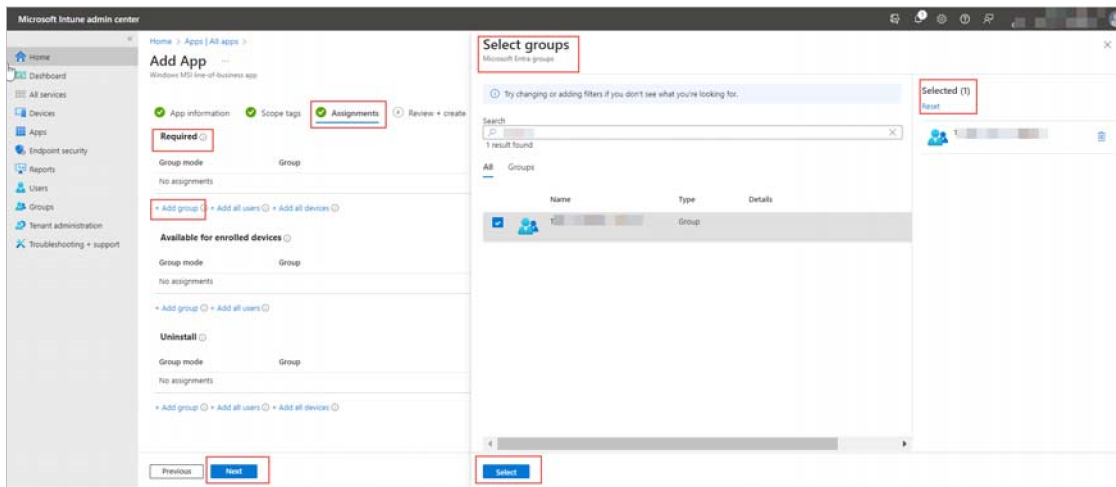 Microsoft Intune admin center
Home
Dashboard
All services
Devices
Apps
Endpoint security
Reports
Users
Groups
Tenant administration
Troubleshooting + support
Home > Apps | All apps >
Add App ...
Windows MSI line-of-business app
App information
Scope tags
Assignments
Review + create
Required
Group mode Group
No assignments
+ Add group + Add all users + Add all devices
Available for enrolled devices
Group mode Group
No assignments
+ Add group + Add all users
Uninstall
Group mode Group
No assignments
+ Add group + Add all users + Add all devices
Previous Next
Select groups
Microsoft Entra groups
Try changing or adding filters if you don't see what you're looking for.
Search
1 result found
All Groups
Name Type Details
Group
Select
Selected (1)
Reset